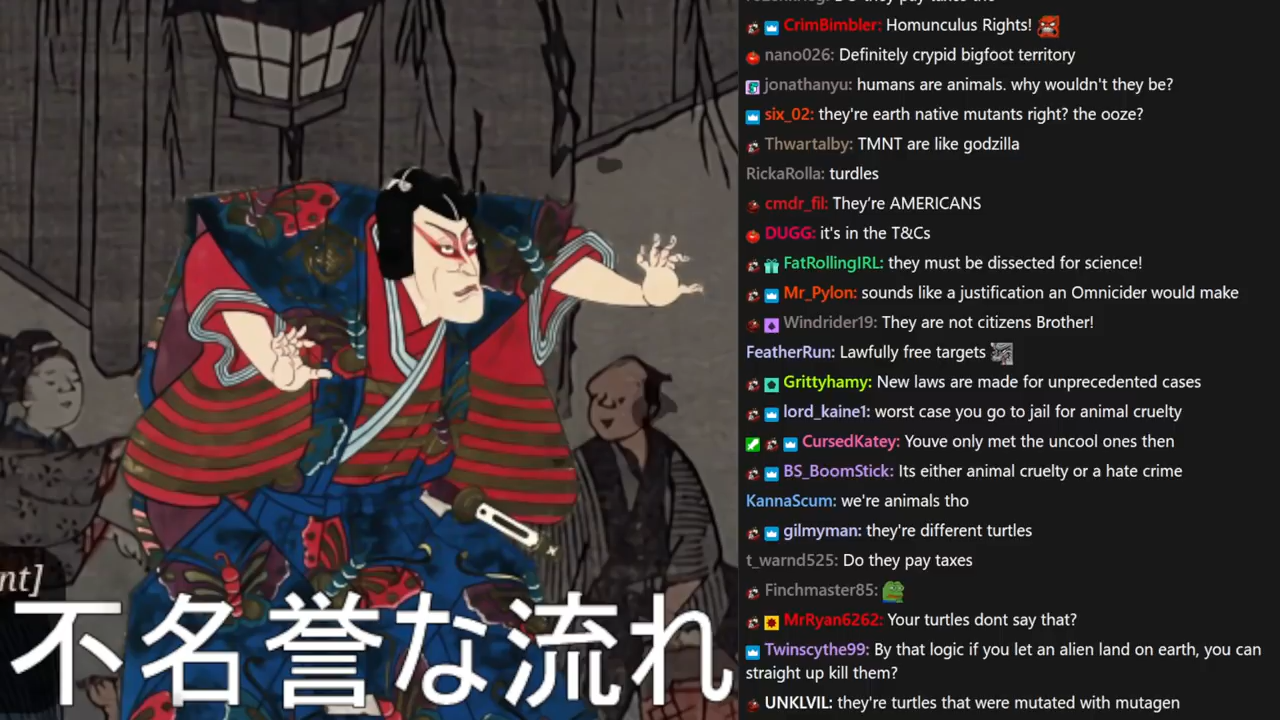 nt]
不名誉な流れ
CrimBimbler: Homunculus Rights!
nano026: Definitely crypid bigfoot territory
jonathanyu: humans are animals. why wouldn't they be?
six_02: they're earth native mutants right? the ooze?
Thwartalby: TMNT are like godzilla
RickaRolla: turdles
cmdr_fil: They're AMERICANS
DUGG: it's in the T&Cs
FatRollingIRL: they must be dissected for science!
Mr_Pylon: sounds like a justification an Omnicider would make
Windrider19: They are not citizens Brother!
FeatherRun: Lawfully free targets
Grittyhamy: New laws are made for unprecedented cases
lord_kaine1: worst case you go to jail for animal cruelty
CursedKatey: Youve only met the uncool ones then
BS_BoomStick: Its either animal cruelty or a hate crime
KannaScum: we're animals tho
gilmyman: they're different turtles
t_warnd525: Do they pay taxes
Finchmaster85:
MrRyan6262: Your turtles dont say that?
Twinscythe99: By that logic if you let an alien land on earth, you can
straight up kill them?
UNKLVIL: they're turtles that were mutated with mutagen